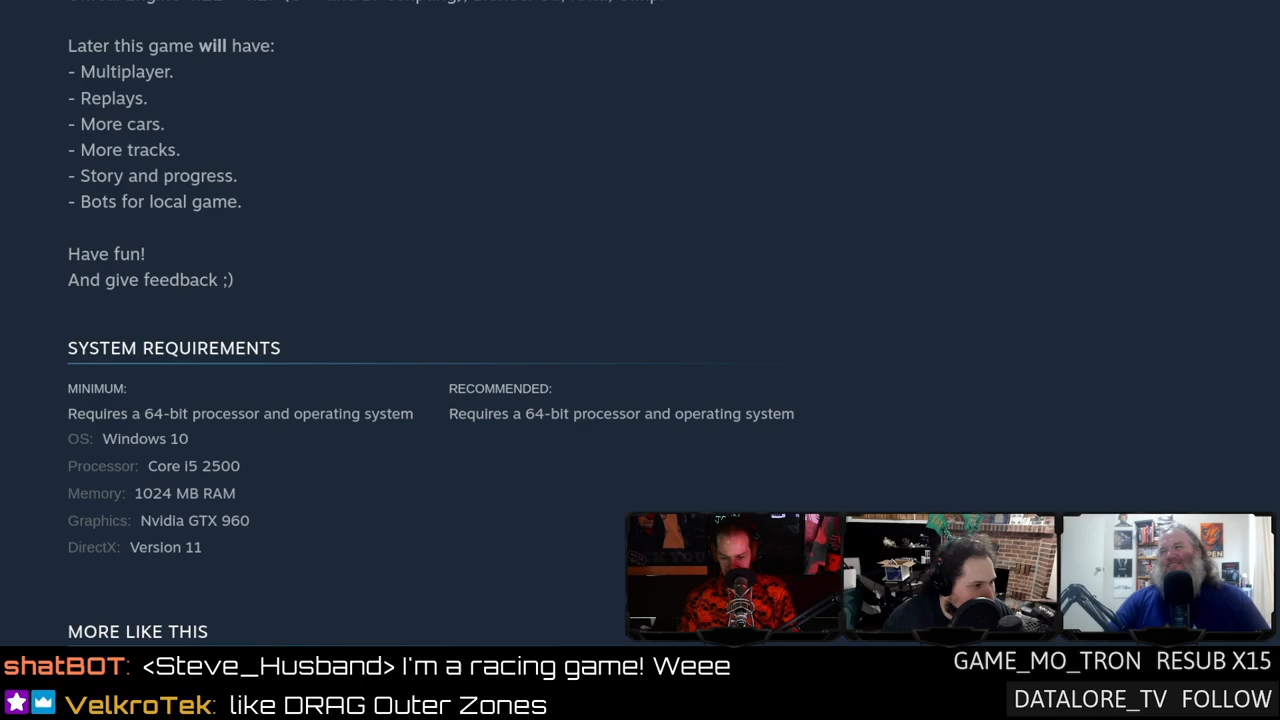 Later this game will have:
- Multiplayer.
- Replays.
- More cars.
- More tracks.
- Story and progress.
- Bots for local game.
Have fun!
And give feedback ;)
SYSTEM REQUIREMENTS
MINIMUM:
Requires a 64-bit processor and operating system
OS: Windows 10
Processor: Core i5 2500
Memory: 1024 MB RAM
Graphics: Nvidia GTX 960
DirectX: Version 11
RECOMMENDED:
Requires a 64-bit processor and operating system
MORE LIKE THIS
shatBOT: <Steve_Husband> I'm a racing game! Weee
VelkroTek: like DRAG Outer Zones
GAME_MO_TRON RESUB X15
DATALORE_TV FOLLOW